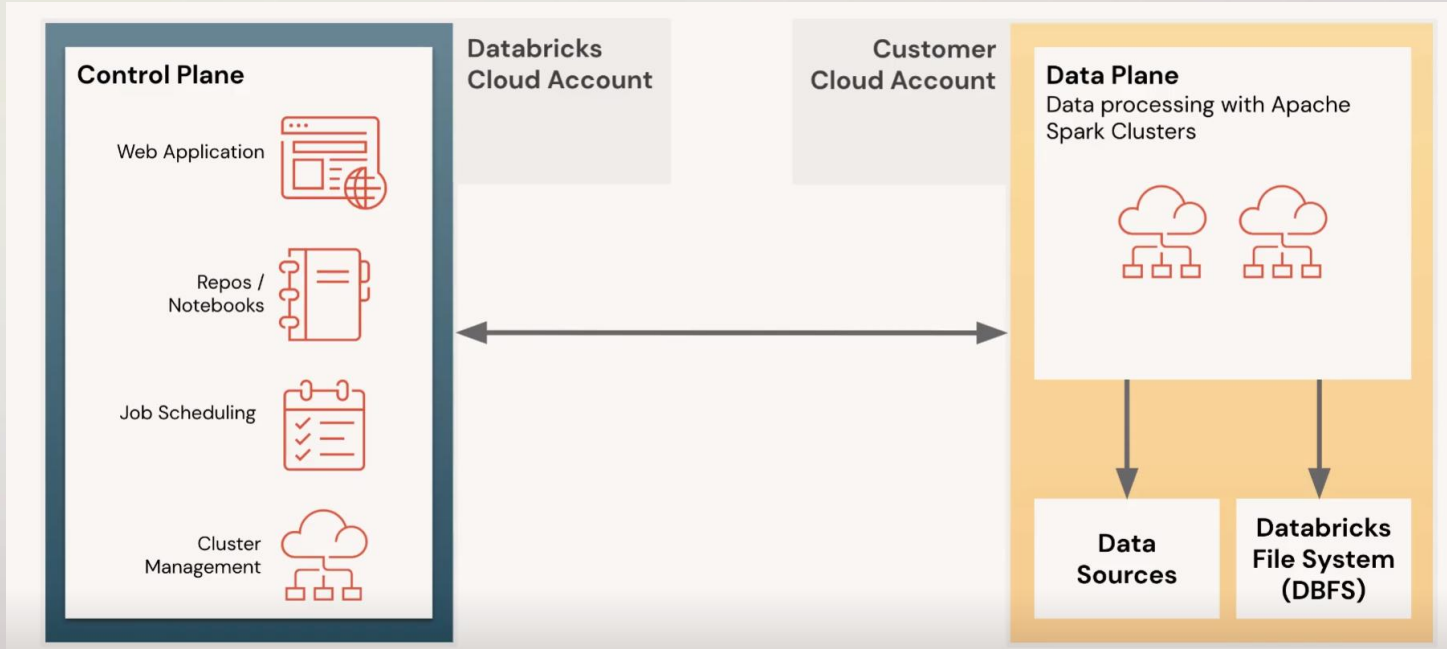 Control Plane
Web Application
Repos /
Notebooks
Job Scheduling
Cluster
Management
Databricks
Cloud Account
Customer
Cloud Account
Data Plane
Data processing with Apache
Spark Clusters
Data
Sources
Databricks
File System
(DBFS)